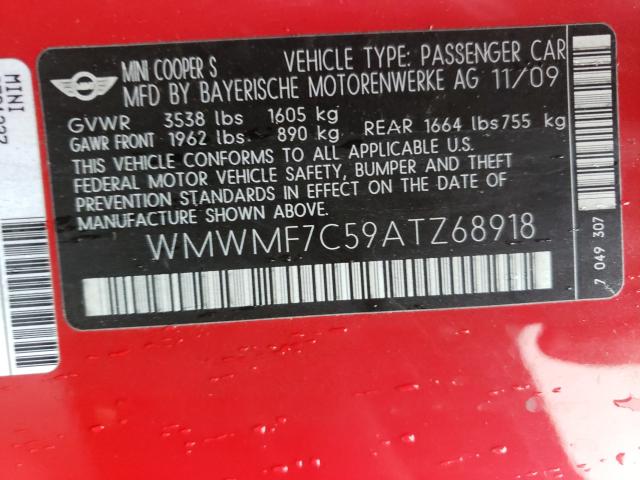 MINI COOPER S VEHICLE TYPE: PASSENGER CAR
MFD BY BAYERISCHE MOTORENWERKE AG 11/09
GVWR 3538 lbs 1605 kg
GAWR FRONT 1962 lbs 890 kg REAR 1664 lbs 755 kg
THIS VEHICLE CONFORMS TO ALL APPLICABLE U.S.
FEDERAL MOTOR VEHICLE SAFETY, BUMPER AND THEFT
PREVENTION STANDARDS IN EFFECT ON THE DATE OF
MANUFACTURE SHOWN ABOVE.
WMWMF7C59ATZ68918
7 049 307
MINI